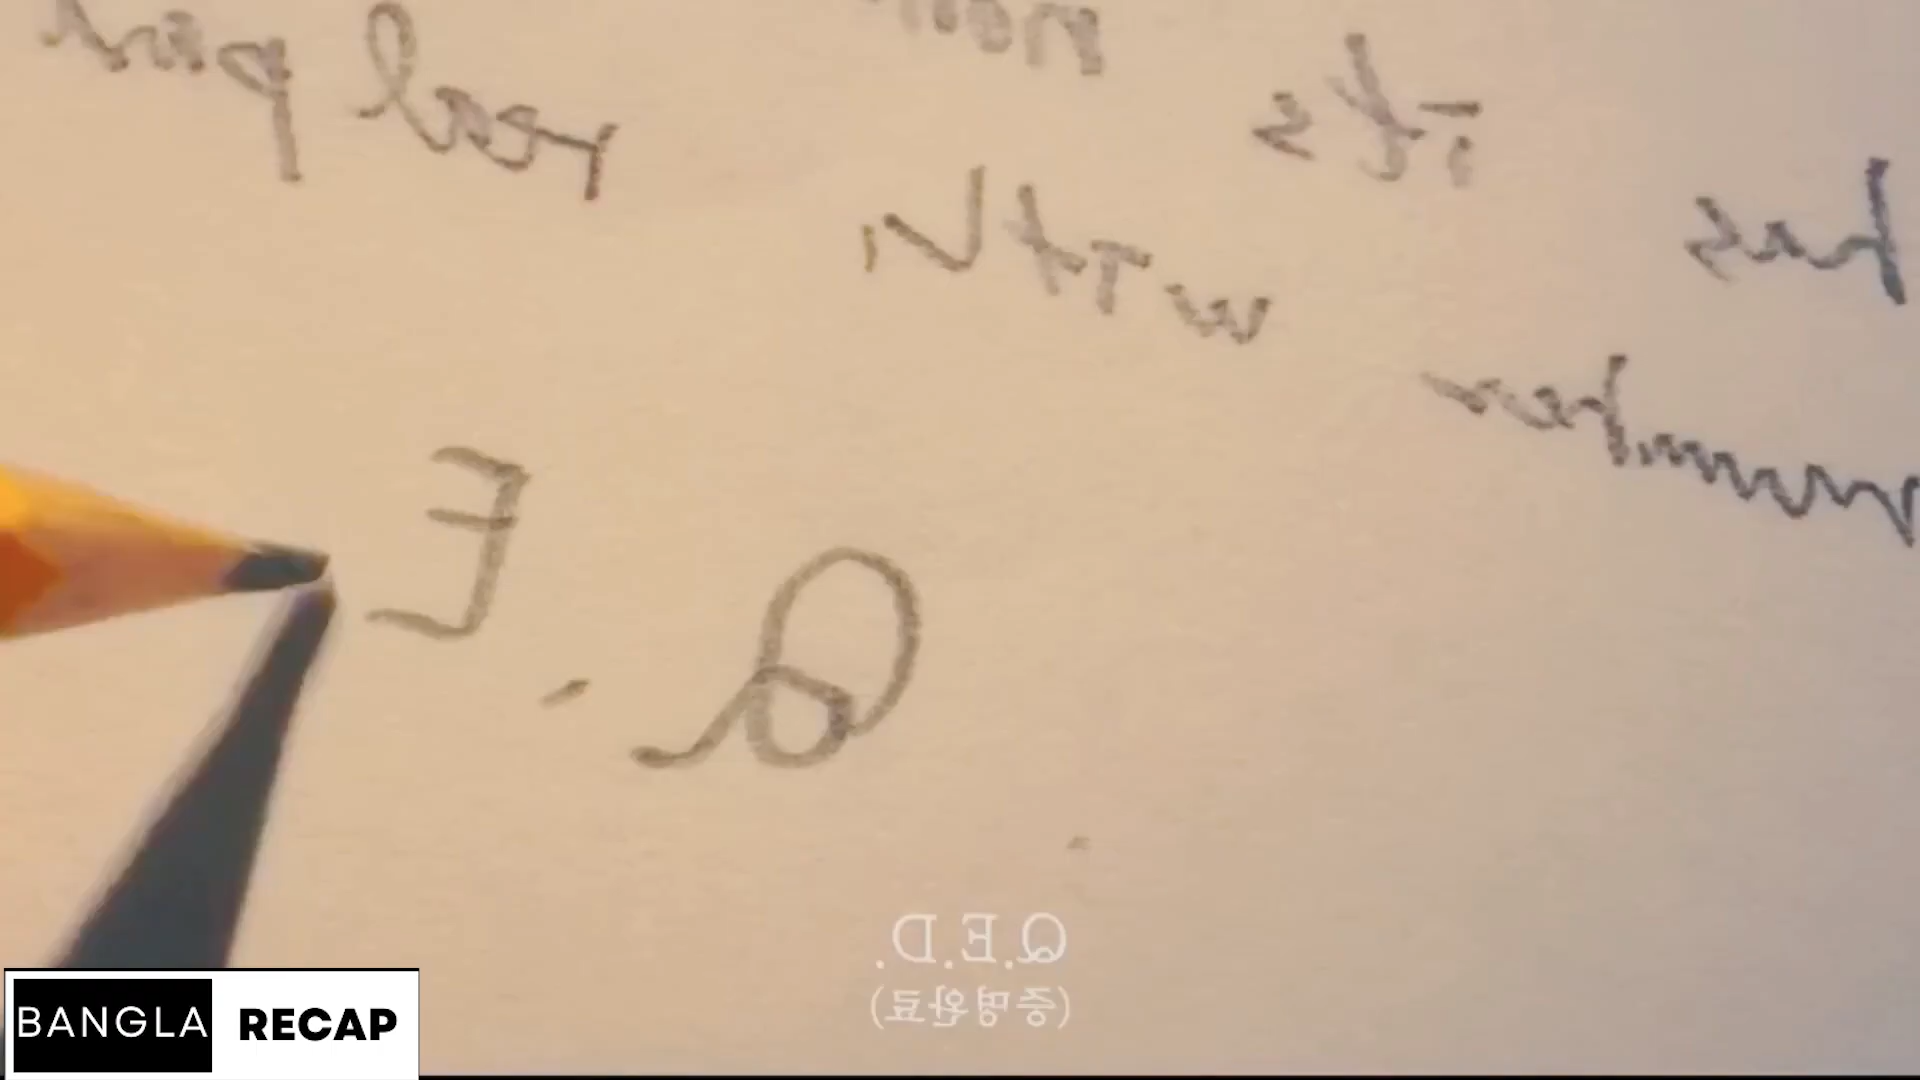 has its
number with real part
Q. E
Q.E.D.
(증명완료)
BANGLA RECAP